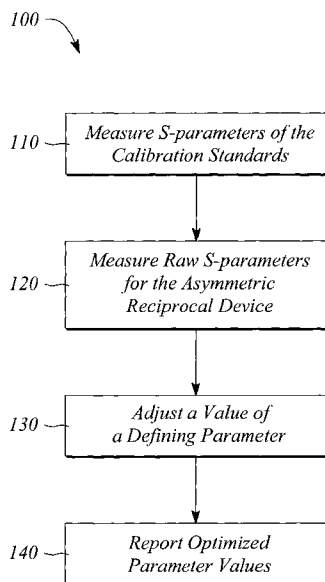 100
110
Measure S-parameters of the
Calibration Standards
120
Measure Raw S-parameters
for the Asymmetric
Reciprocal Device
130
Adjust a Value of
a Defining Parameter
140
Report Optimized
Parameter Values